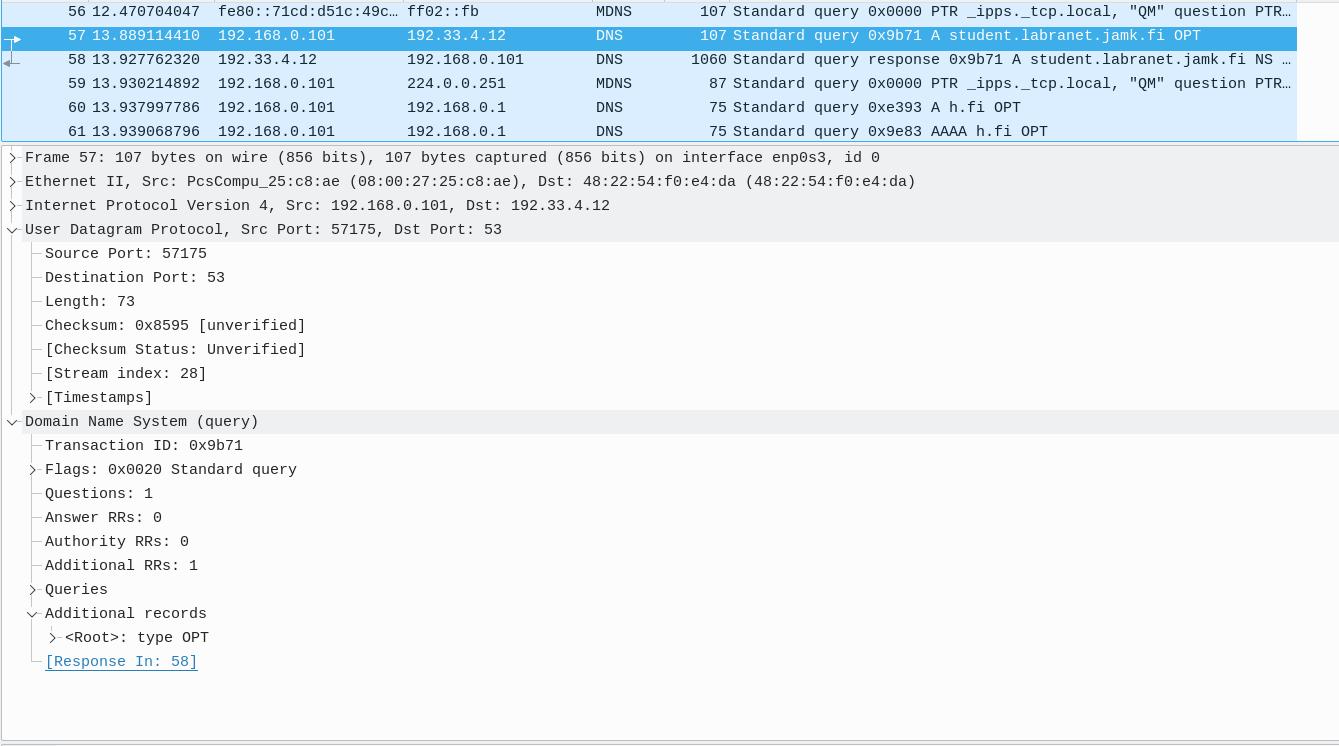 56 12.470704047 fe80::71cd:d51c:49c… ff02::fb MDNS 107 Standard query 0x0000 PTR _ipps._tcp.local, "QM" question PTR…
57 13.889114410 192.168.0.101 192.33.4.12 DNS 107 Standard query 0x9b71 A student.labranet.jamk.fi OPT
58 13.927762320 192.33.4.12 192.168.0.101 DNS 1060 Standard query response 0x9b71 A student.labranet.jamk.fi NS …
59 13.930214892 192.168.0.101 224.0.0.251 MDNS 87 Standard query 0x0000 PTR _ipps._tcp.local, "QM" question PTR…
60 13.937997786 192.168.0.101 192.168.0.1 DNS 75 Standard query 0xe393 A h.fi OPT
61 13.939068796 192.168.0.101 192.168.0.1 DNS 75 Standard query 0x9e83 AAAA h.fi OPT
Frame 57: 107 bytes on wire (856 bits), 107 bytes captured (856 bits) on interface enp0s3, id 0
Ethernet II, Src: PcsCompu_25:c8:ae (08:00:27:25:c8:ae), Dst: 48:22:54:f0:e4:da (48:22:54:f0:e4:da)
Internet Protocol Version 4, Src: 192.168.0.101, Dst: 192.33.4.12
User Datagram Protocol, Src Port: 57175, Dst Port: 53
Source Port: 57175
Destination Port: 53
Length: 73
Checksum: 0x8595 [unverified]
[Checksum Status: Unverified]
[Stream index: 28]
[Timestamps]
Domain Name System (query)
Transaction ID: 0x9b71
Flags: 0x0020 Standard query
Questions: 1
Answer RRs: 0
Authority RRs: 0
Additional RRs: 1
Queries
Additional records
<Root>: type OPT
[Response In: 58]